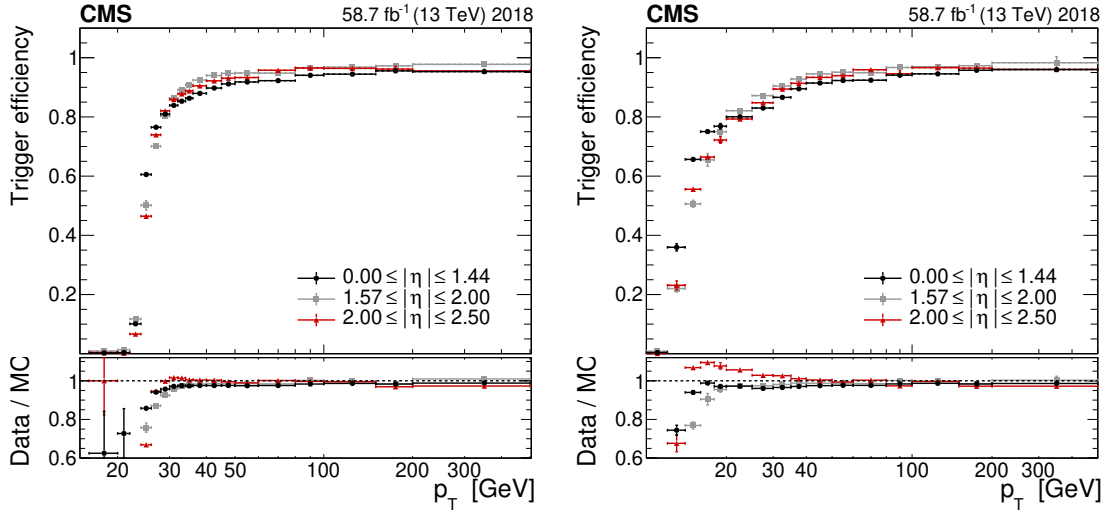 CMS 58.7 fb⁻¹ (13 TeV) 2018
Trigger efficiency
1
0.8
0.6
0.4
0.2
0.00 ≤ | η | ≤ 1.44
1.57 ≤ | η | ≤ 2.00
2.00 ≤ | η | ≤ 2.50
Data / MC
1
0.8
0.6
20 30 40 50 100 200 300
p_T [GeV]
CMS 58.7 fb⁻¹ (13 TeV) 2018
Trigger efficiency
1
0.8
0.6
0.4
0.2
0.00 ≤ | η | ≤ 1.44
1.57 ≤ | η | ≤ 2.00
2.00 ≤ | η | ≤ 2.50
Data / MC
1
0.8
0.6
20 30 40 100 200 300
p_T [GeV]